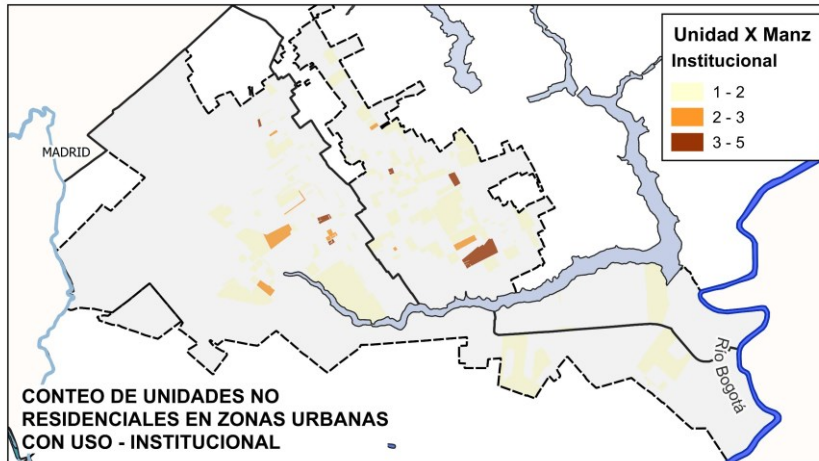 Unidad X Manz
Institucional
1 - 2
2 - 3
3 - 5
MADRID
Río Bogotá
CONTEO DE UNIDADES NO
RESIDENCIALES EN ZONAS URBANAS
CON USO - INSTITUCIONAL